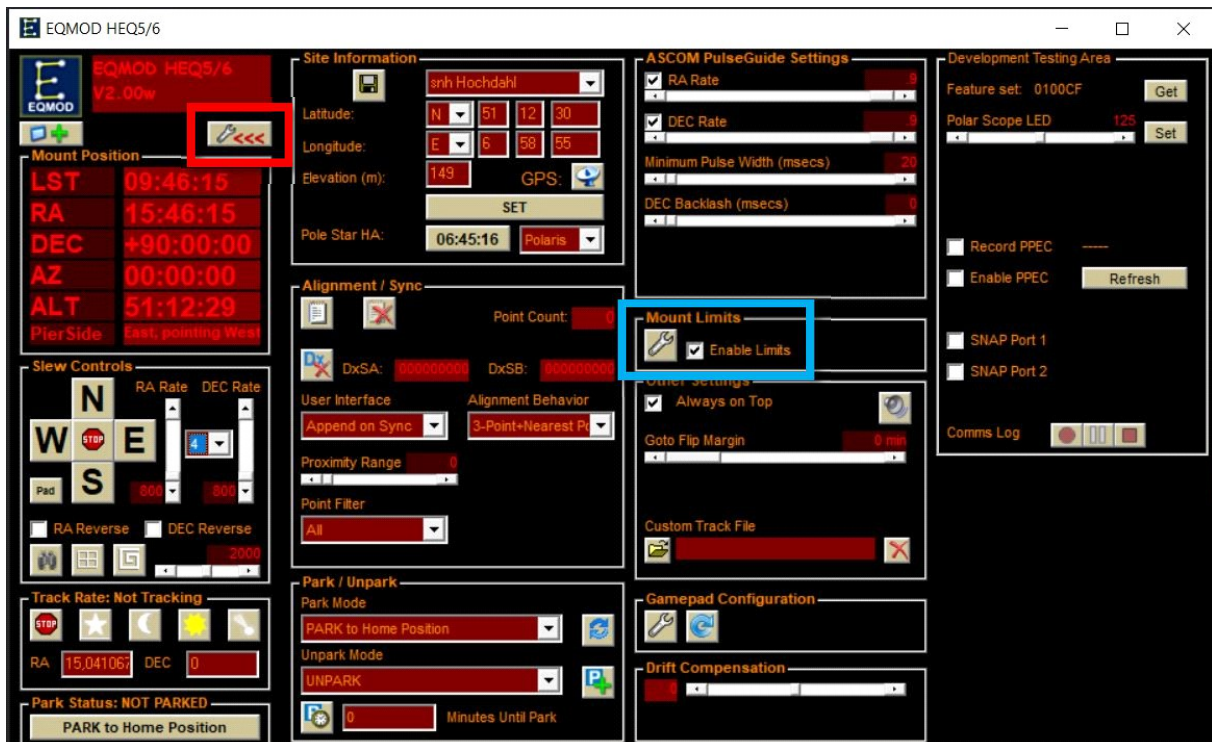 EQMOD HEQ5/6
EQMOD HEQ5/6
V2.00w
EQMOD
<<<
Mount Position
LST 09:46:15
RA 15:46:15
DEC +90:00:00
AZ 00:00:00
ALT 51:12:29
PierSide East, pointing West
Slew Controls
RA Rate DEC Rate
N
W STOP E
4
Pad S 800 800
RA Reverse DEC Reverse
2000
Track Rate: Not Tracking
STOP
RA 15,041067 DEC 0
Park Status: NOT PARKED
PARK to Home Position
Site Information
snh Hochdahl
Latitude: N 51 12 30
Longitude: E 6 58 55
Elevation (m): 149 GPS:
SET
Pole Star HA: 06:45:16 Polaris
Alignment / Sync
Point Count: 0
Dx DxSA: 000000000 DxSB: 000000000
User Interface Alignment Behavior
Append on Sync 3-Point+Nearest Po
Proximity Range 0
Point Filter
All
Park / Unpark
Park Mode
PARK to Home Position
Unpark Mode
UNPARK
P
P 0 Minutes Until Park
ASCOM PulseGuide Settings
RA Rate .9
DEC Rate .9
Minimum Pulse Width (msecs) 20
DEC Backlash (msecs) 0
Mount Limits
Enable Limits
Other Settings
Always on Top
Goto Flip Margin 0 min
Custom Track File
Gamepad Configuration
Drift Compensation
0
Development Testing Area
Feature set: 0100CF Get
Polar Scope LED 125
Set
Record PPEC -----
Enable PPEC Refresh
SNAP Port 1
SNAP Port 2
Comms Log